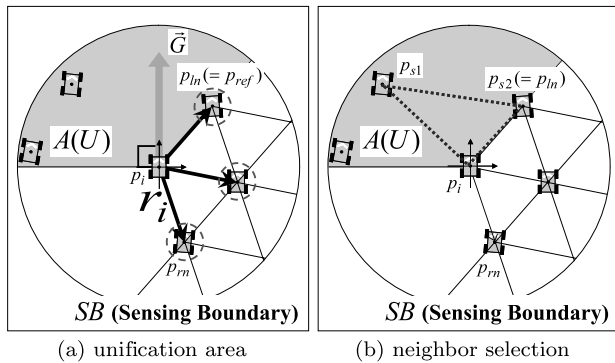 G⃗
p_ln(= p_ref)
A(U)
p_i
r_i
p_rn
SB (Sensing Boundary)
(a) unification area
p_s1
p_s2(= p_ln)
A(U)
p_i
p_rn
SB (Sensing Boundary)
(b) neighbor selection